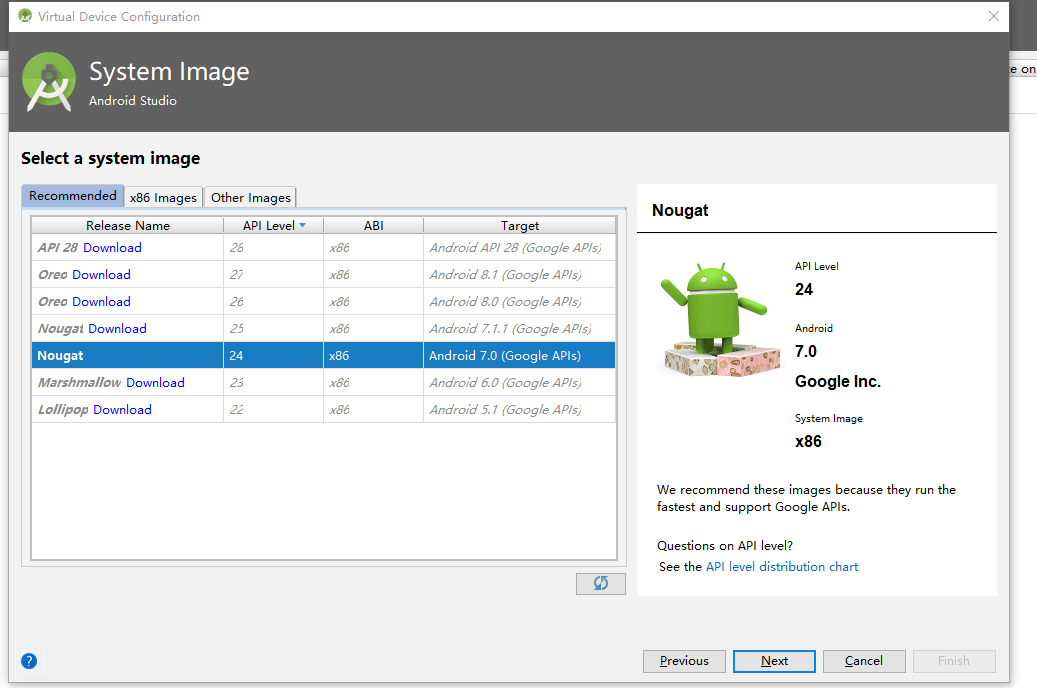 Virtual Device Configuration
System Image
Android Studio
Select a system image
Recommended x86 Images Other Images
Release Name API Level ABI Target
API 28 Download 28 x86 Android API 28 (Google APIs)
Oreo Download 27 x86 Android 8.1 (Google APIs)
Oreo Download 26 x86 Android 8.0 (Google APIs)
Nougat Download 25 x86 Android 7.1.1 (Google APIs)
Nougat 24 x86 Android 7.0 (Google APIs)
Marshmallow Download 23 x86 Android 6.0 (Google APIs)
Lollipop Download 22 x86 Android 5.1 (Google APIs)
Nougat
API Level
24
Android
7.0
Google Inc.
System Image
x86
We recommend these images because they run the
fastest and support Google APIs.
Questions on API level?
See the API level distribution chart
?
Previous Next Cancel Finish
on